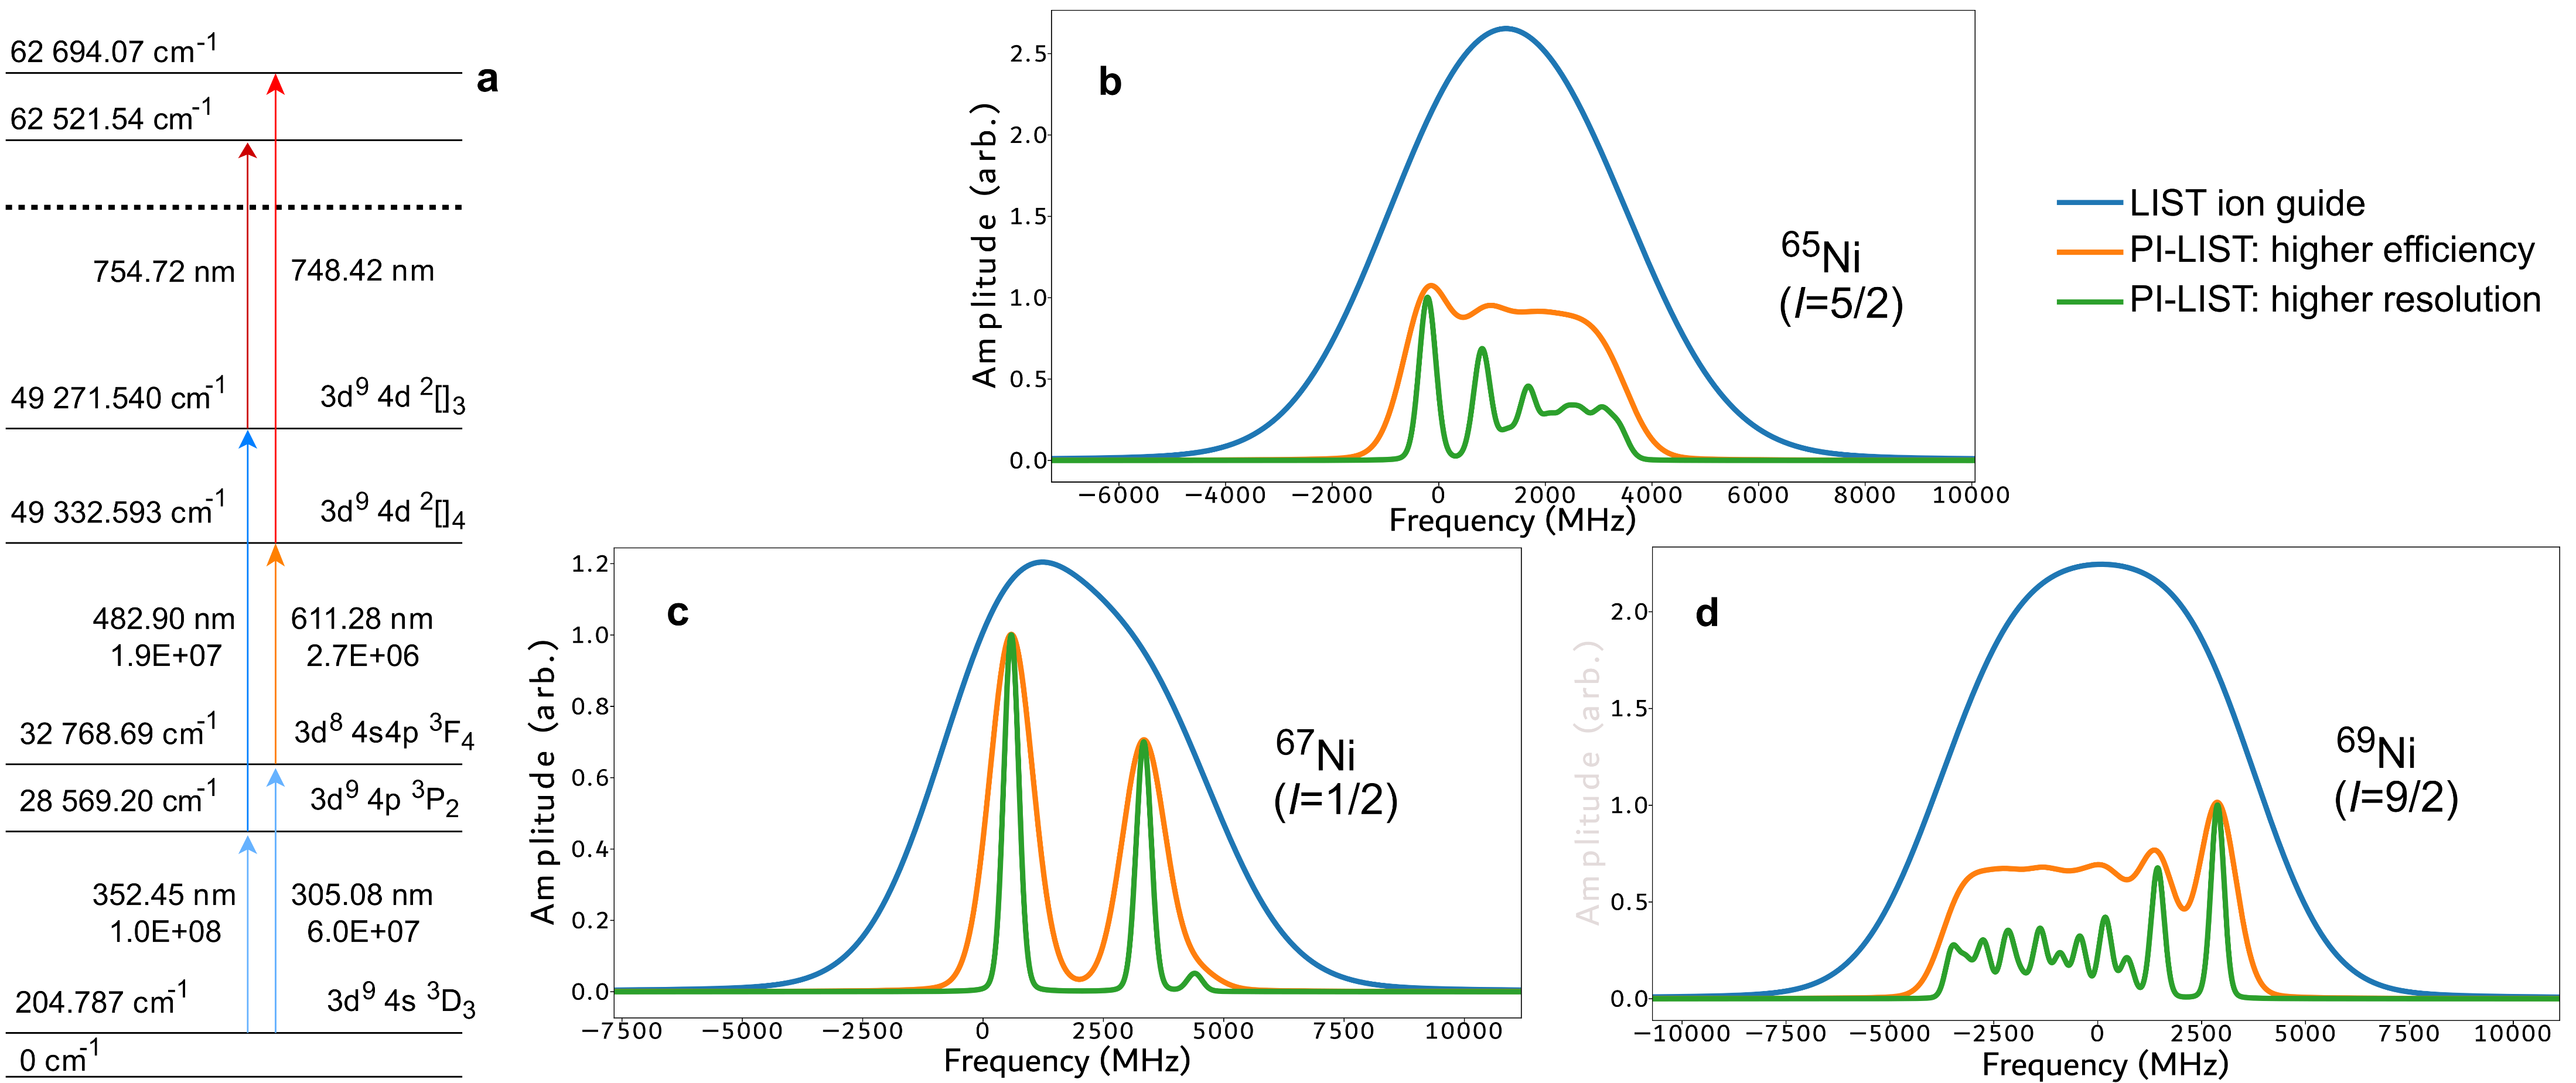 62 694.07 cm-1
a
62 521.54 cm-1
754.72 nm
748.42 nm
49 271.540 cm-1
3d9 4d 2[]3
49 332.593 cm-1
3d9 4d 2[]4
482.90 nm
1.9E+07
611.28 nm
2.7E+06
32 768.69 cm-1
3d8 4s4p 3F4
28 569.20 cm-1
3d9 4p 3P2
352.45 nm
1.0E+08
305.08 nm
6.0E+07
204.787 cm-1
3d9 4s 3D3
0 cm-1
b
Amplitude (arb.)
2.5
2.0
1.5
1.0
0.5
0.0
65Ni
(I=5/2)
−6000 −4000 −2000 0 2000 4000 6000 8000 10000
Frequency (MHz)
LIST ion guide
PI-LIST: higher efficiency
PI-LIST: higher resolution
c
Amplitude (arb.)
1.2
1.0
0.8
0.6
0.4
0.2
0.0
67Ni
(I=1/2)
−7500 −5000 −2500 0 2500 5000 7500 10000
Frequency (MHz)
d
Amplitude (arb.)
2.0
1.5
1.0
0.5
0.0
69Ni
(I=9/2)
−10000 −7500 −5000 −2500 0 2500 5000 7500 10000
Frequency (MHz)